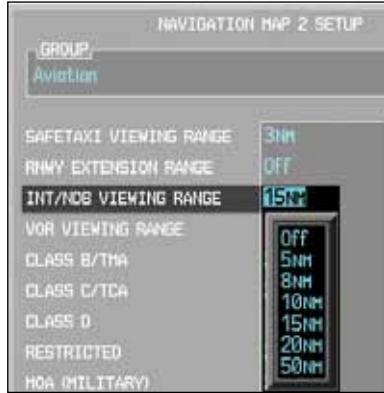 NAVIGATION MAP 2 SETUP
GROUP
Aviation
SAFETAXI VIEWING RANGE 3NM
RNWY EXTENSION RANGE Off
INT/NDB VIEWING RANGE 15NM
VOR VIEWING RANGE
CLASS B/TMA
CLASS C/TCA
CLASS D
RESTRICTED
MOA (MILITARY)
Off
5NM
8NM
10NM
15NM
20NM
50NM